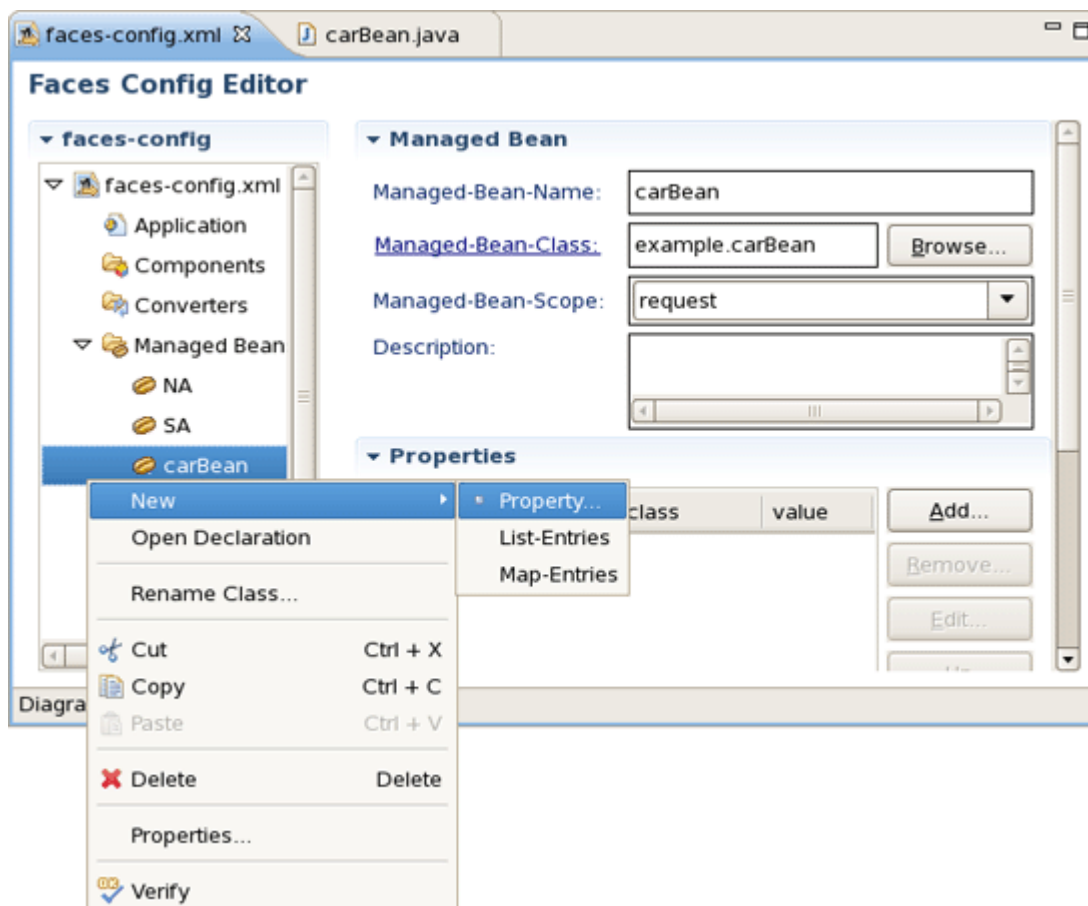 faces-config.xml carBean.java
Faces Config Editor
faces-config
faces-config.xml
Application
Components
Converters
Managed Bean
NA
SA
carBean
Managed Bean
Managed-Bean-Name: carBean
Managed-Bean-Class: example.carBean Browse...
Managed-Bean-Scope: request
Description:
Properties
class value Add...
Remove...
Edit...
New
Open Declaration
Rename Class...
Cut Ctrl + X
Copy Ctrl + C
Paste Ctrl + V
Delete Delete
Properties...
Verify
Property...
List-Entries
Map-Entries
Diagra